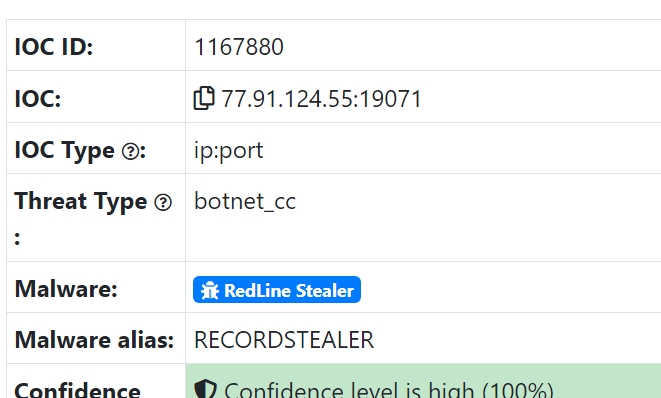 IOC ID: 1167880
IOC: 77.91.124.55:19071
IOC Type ?: ip:port
Threat Type ? botnet_cc
:
Malware: RedLine Stealer
Malware alias: RECORDSTEALER
Confidence Confidence level is high (100%)